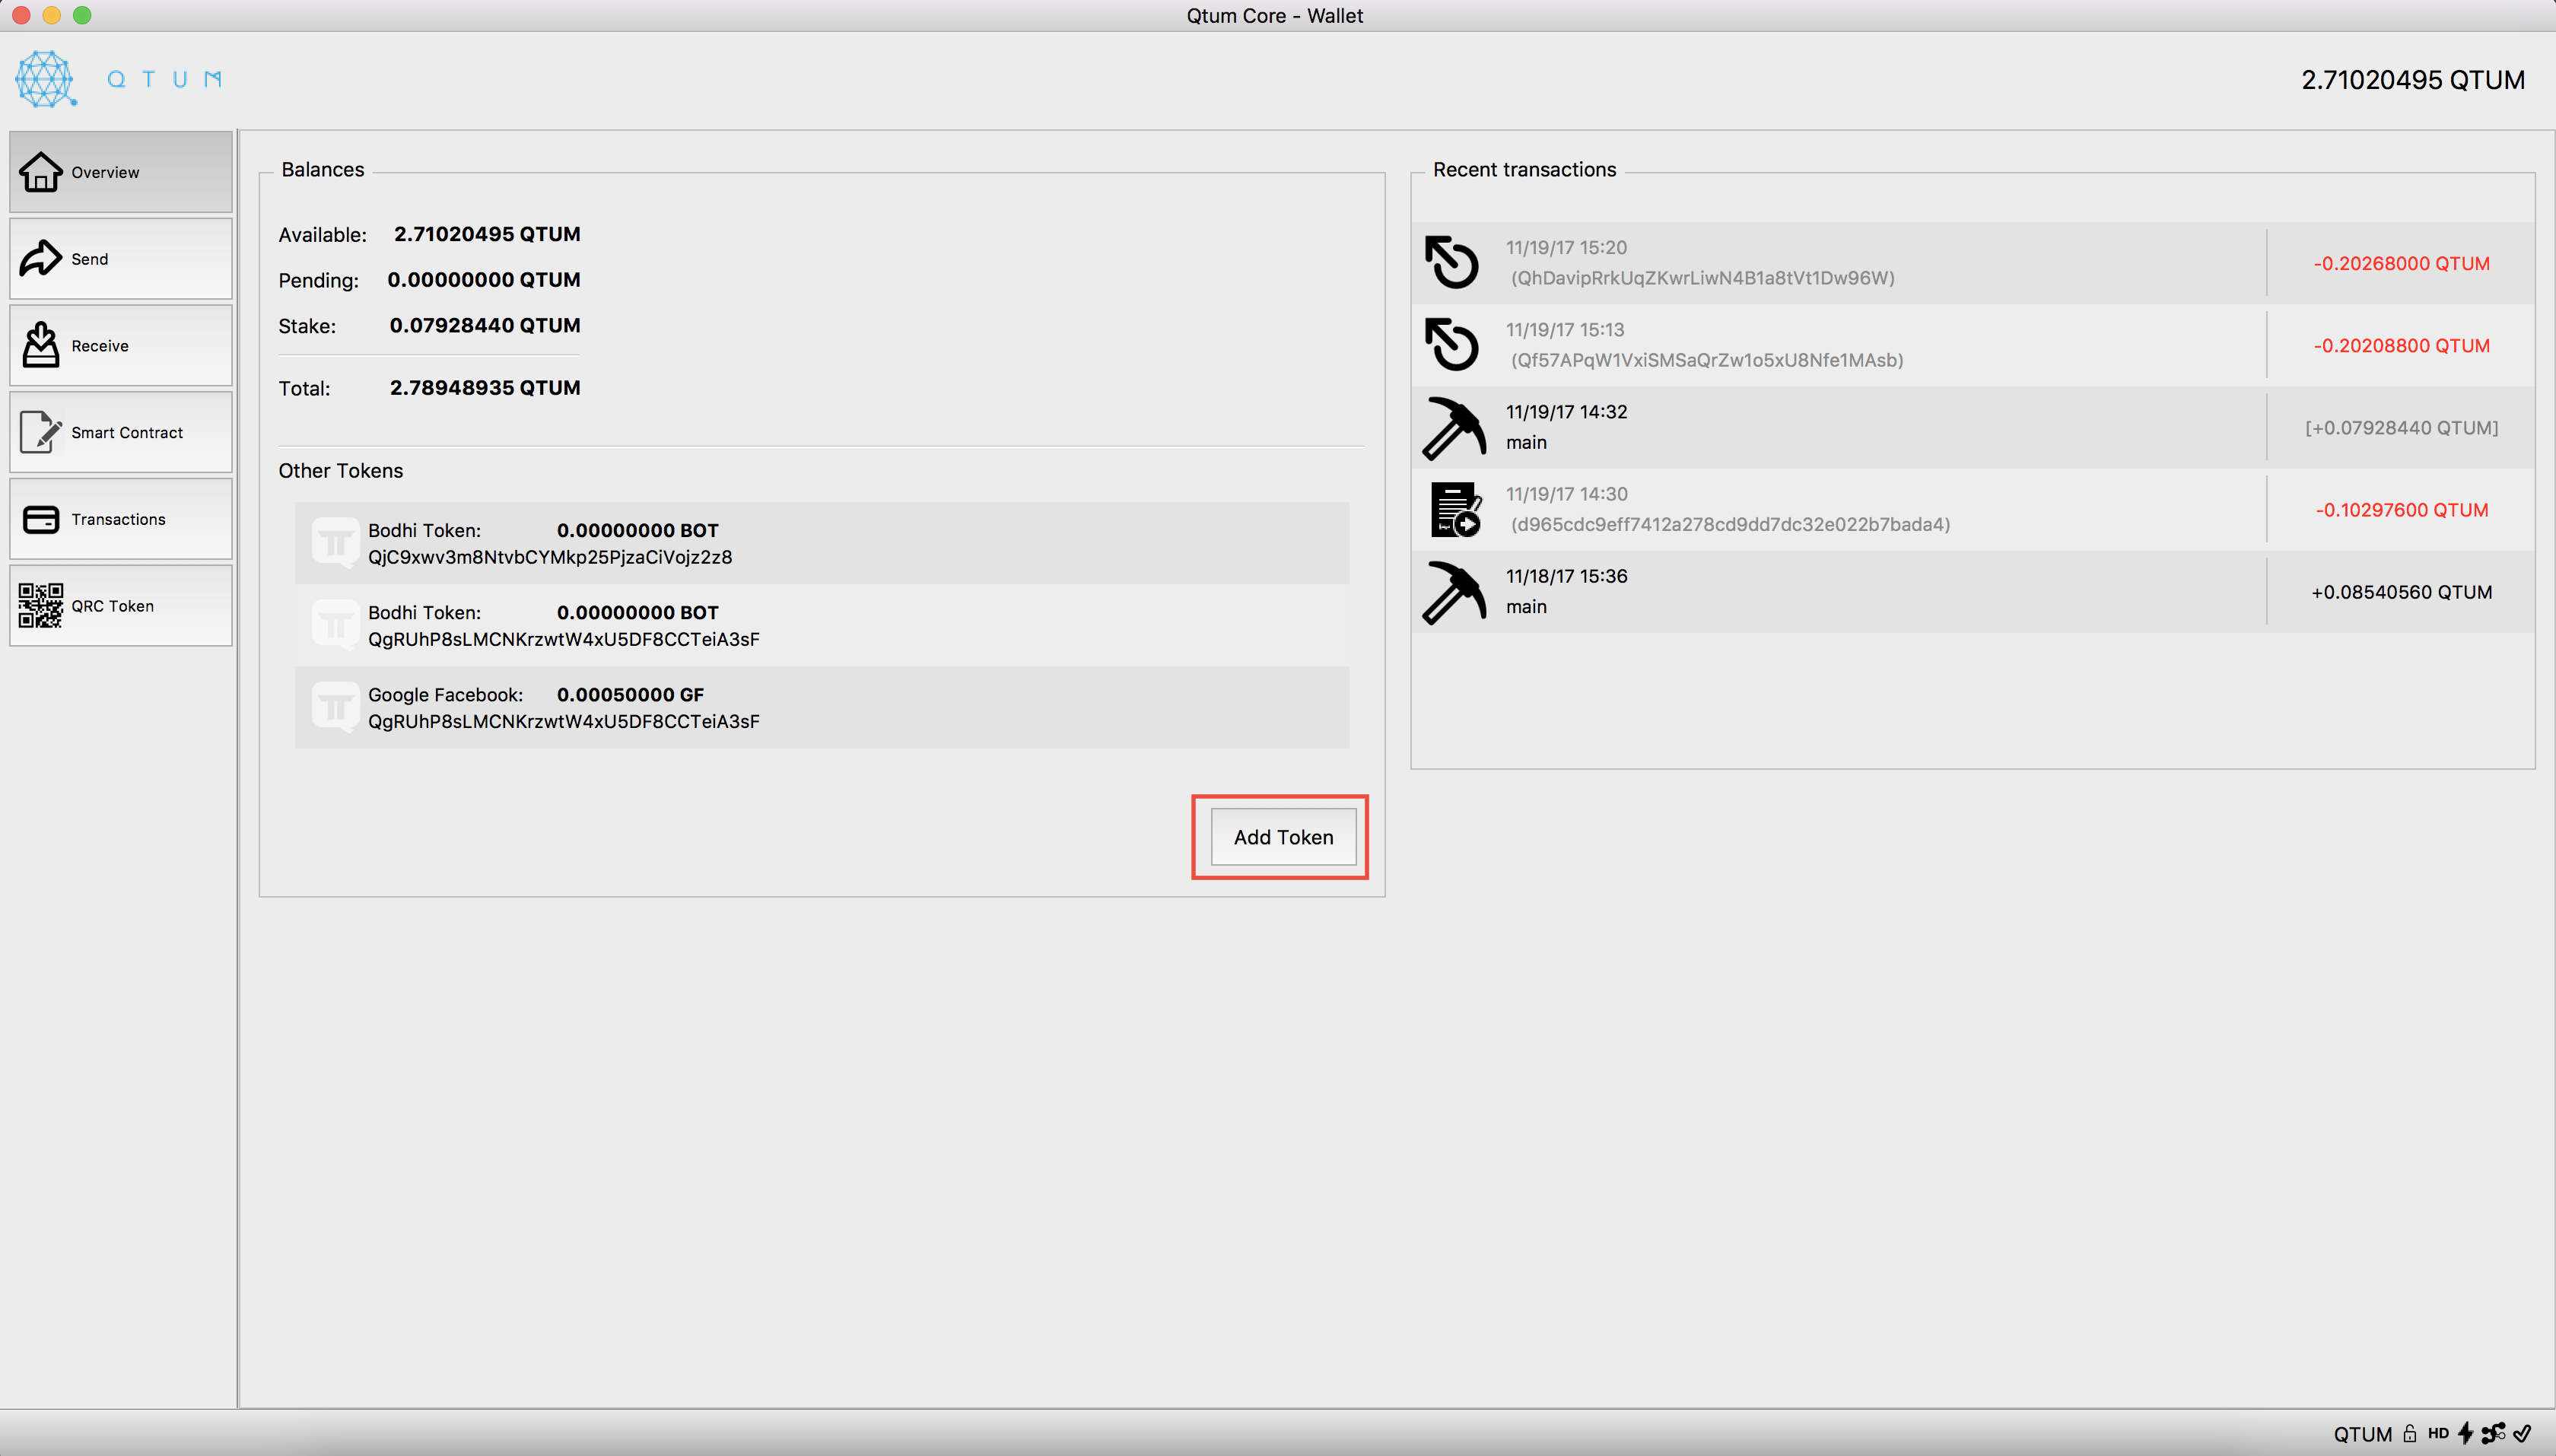 Qtum Core - Wallet
QTUM
2.71020495 QTUM
Overview
Send
Receive
Smart Contract
Transactions
QRC Token
Balances
Available: 2.71020495 QTUM
Pending: 0.00000000 QTUM
Stake: 0.07928440 QTUM
Total: 2.78948935 QTUM
Other Tokens
Bodhi Token: 0.00000000 BOT
QjC9xwv3m8NtvbCYMkp25PjzaCiVojz2z8
Bodhi Token: 0.00000000 BOT
QgRUhP8sLMCNKrzwtW4xU5DF8CCTeiA3sF
Google Facebook: 0.00050000 GF
QgRUhP8sLMCNKrzwtW4xU5DF8CCTeiA3sF
Add Token
Recent transactions
11/19/17 15:20
(QhDavipRrkUqZKwrLiwN4B1a8tVt1Dw96W)
-0.20268000 QTUM
11/19/17 15:13
(Qf57APqW1VxiSMSaQrZw1o5xU8Nfe1MAsb)
-0.20208800 QTUM
11/19/17 14:32
main
[+0.07928440 QTUM]
11/19/17 14:30
(d965cdc9eff7412a278cd9dd7dc32e022b7bada4)
-0.10297600 QTUM
11/18/17 15:36
main
+0.08540560 QTUM
QTUM HD